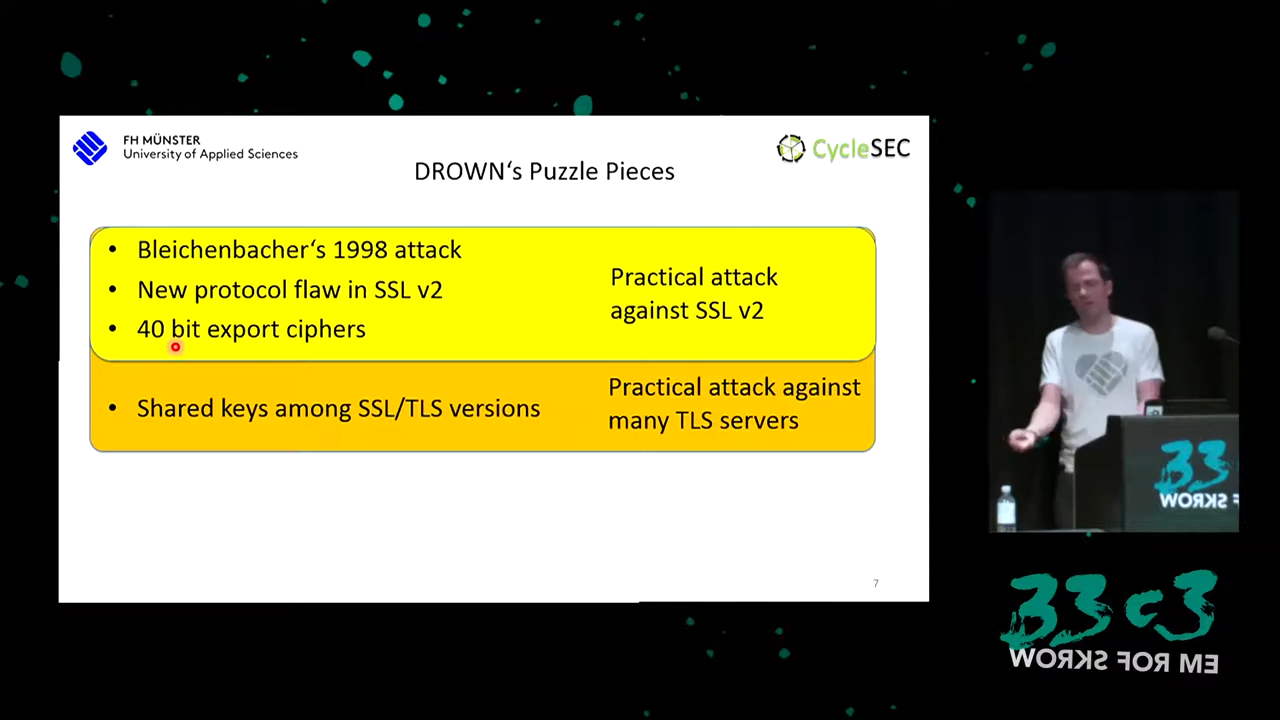 FH MÜNSTER
University of Applied Sciences
CycleSEC
DROWN‘s Puzzle Pieces
• Bleichenbacher‘s 1998 attack
• New protocol flaw in SSL v2
• 40 bit export ciphers
Practical attack
against SSL v2
• Shared keys among SSL/TLS versions
Practical attack against
many TLS servers
7
33
WORKS F
33C3
WORKS FOR ME